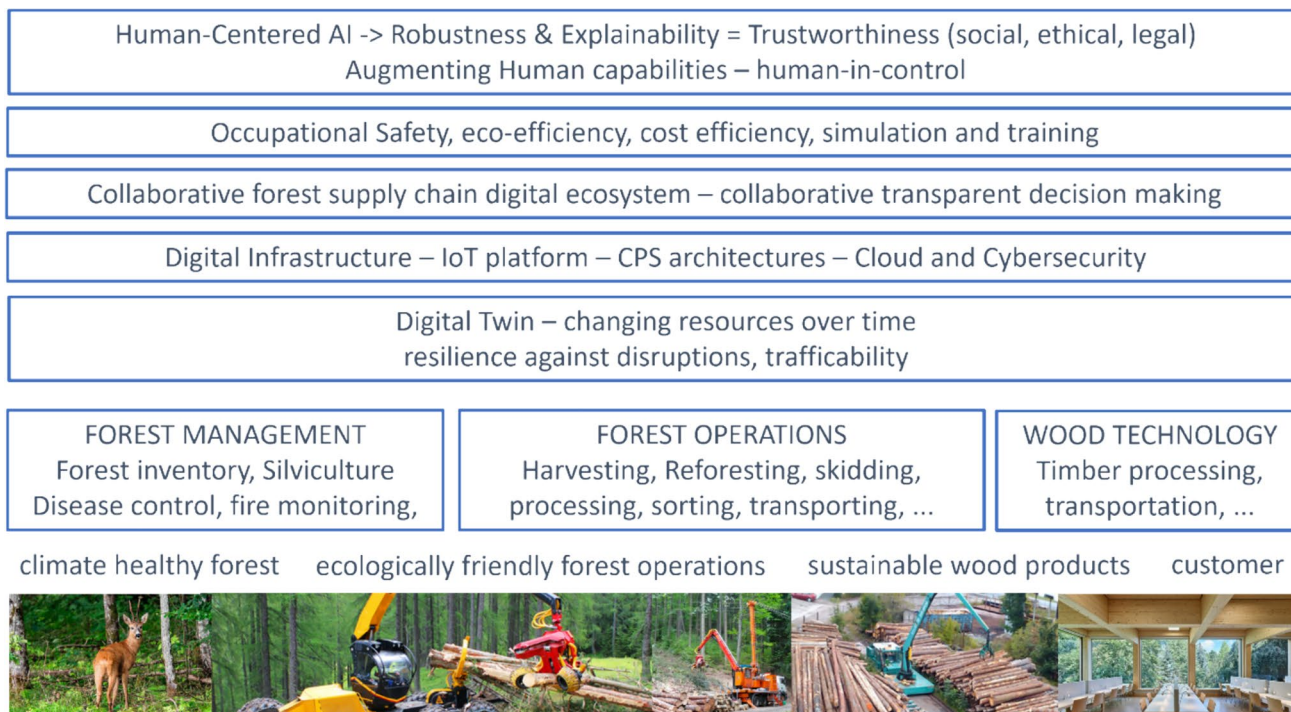 Human-Centered AI -> Robustness & Explainability = Trustworthiness (social, ethical, legal)
Augmenting Human capabilities – human-in-control
Occupational Safety, eco-efficiency, cost efficiency, simulation and training
Collaborative forest supply chain digital ecosystem – collaborative transparent decision making
Digital Infrastructure – IoT platform – CPS architectures – Cloud and Cybersecurity
Digital Twin – changing resources over time
resilience against disruptions, trafficability
FOREST MANAGEMENT
Forest inventory, Silviculture
Disease control, fire monitoring,
FOREST OPERATIONS
Harvesting, Reforesting, skidding,
processing, sorting, transporting, ...
WOOD TECHNOLOGY
Timber processing,
transportation, ...
climate healthy forest ecologically friendly forest operations sustainable wood products customer